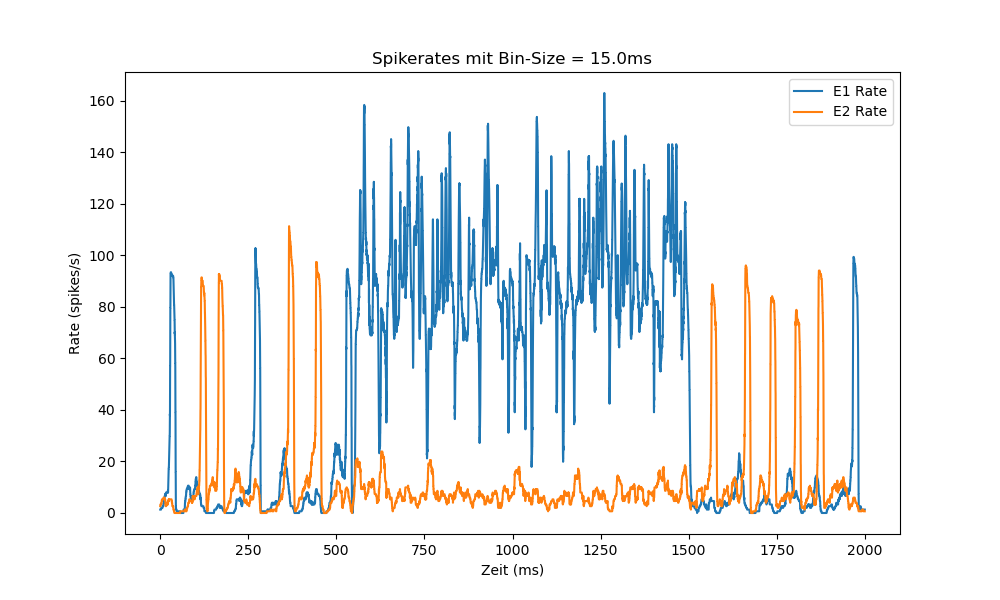 Spikerates mit Bin-Size = 15.0ms
E1 Rate
E2 Rate
160
140
120
100
80
60
40
20
0
Rate (spikes/s)
0 250 500 750 1000 1250 1500 1750 2000
Zeit (ms)